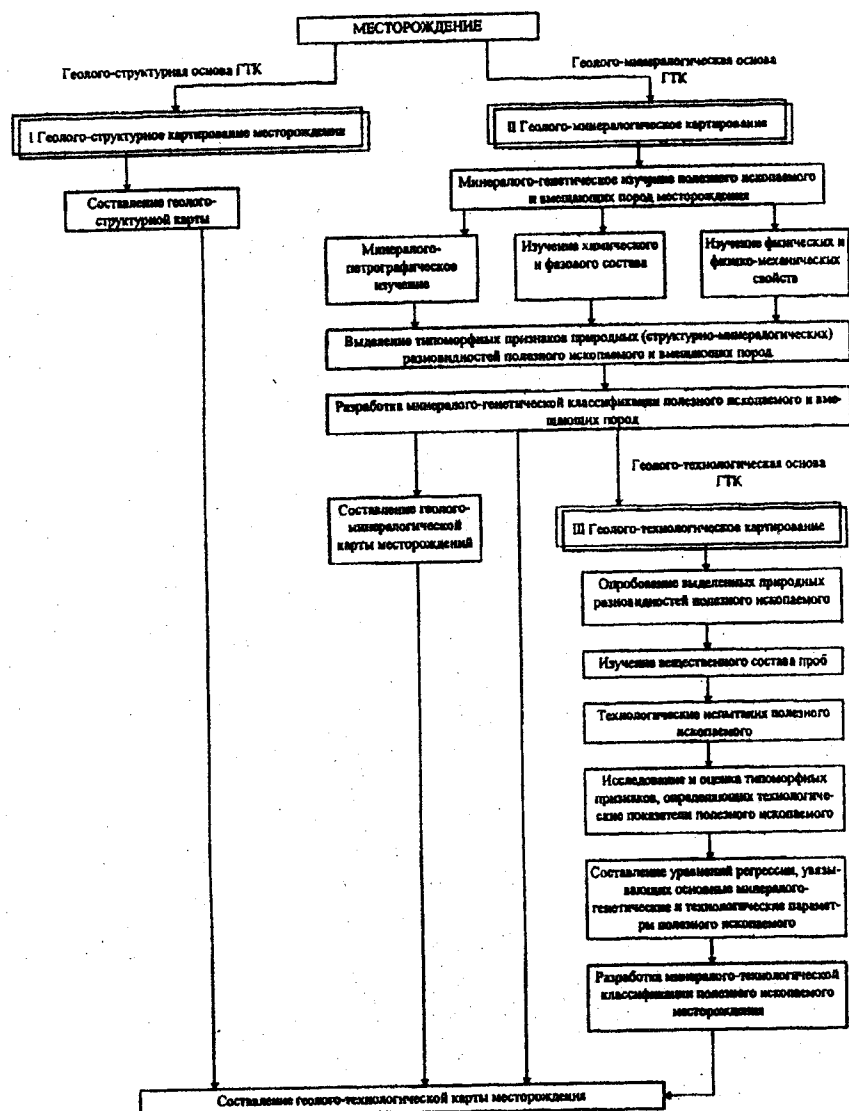 МЕСТОРОЖДЕНИЕ
Геолого-структурная основа ГТК
Геолого-минералогическая основа
ГТК
I Геолого-структурное картирование месторождения
II Геолого-минералогическое картирование
Составление геолого-
структурной карты
Минералого-генетическое изучение полезного ископаемого
и вмещающих пород месторождения
Минералого-
петрографическое
изучение
Изучение химического
и фазового состава
Изучение физических и
физико-механических
свойств
Выделение типоморфных признаков природных (структурно-минералогических)
разновидностей полезного ископаемого и вмещающих пород
Разработка минералого-генетической классификации полезного ископаемого и вме-
щающих пород
Геолого-технологическая основа
ГТК
Составление геолого-
минералогической
карты месторождений
III Геолого-технологическое картирование
Опробование выделенных природных
разновидностей полезного ископаемого
Изучение вещественного состава проб
Технологические испытания полезного
ископаемого
Исследование и оценка типоморфных
признаков, определяющих технологиче-
ские показатели полезного ископаемого
Составление уравнений регрессии, увязы-
вающих основные минералого-
генетические и технологические парамет-
ры полезного ископаемого
Разработка минералого-технологической
классификации полезного ископаемого
месторождения
Составление геолого-технологической карты месторождения